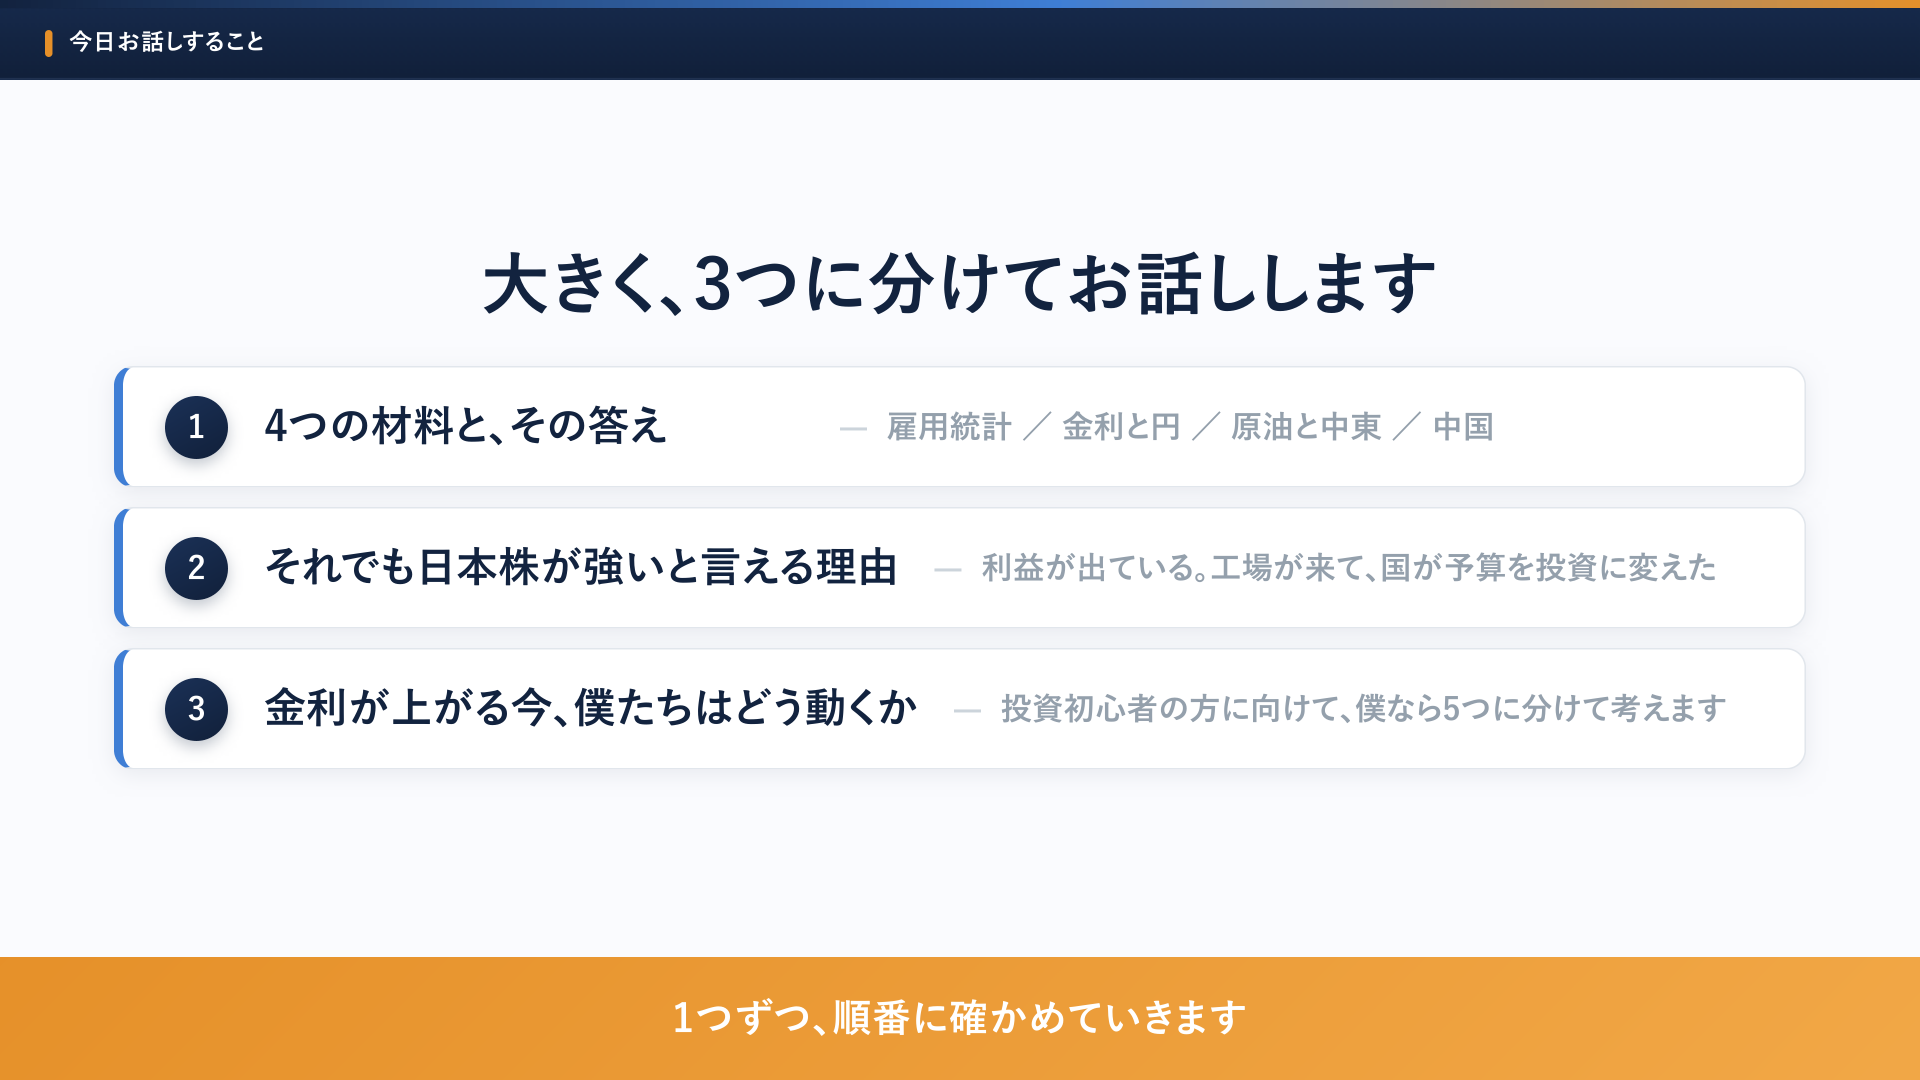 今日お話しすること
大きく、3つに分けてお話しします
1 4つの材料と、その答え — 雇用統計 ／ 金利と円 ／ 原油と中東 ／ 中国
2 それでも日本株が強いと言える理由 — 利益が出ている。工場が来て、国が予算を投資に変えた
3 金利が上がる今、僕たちはどう動くか — 投資初心者の方に向けて、僕なら5つに分けて考えます
1つずつ、順番に確かめていきます